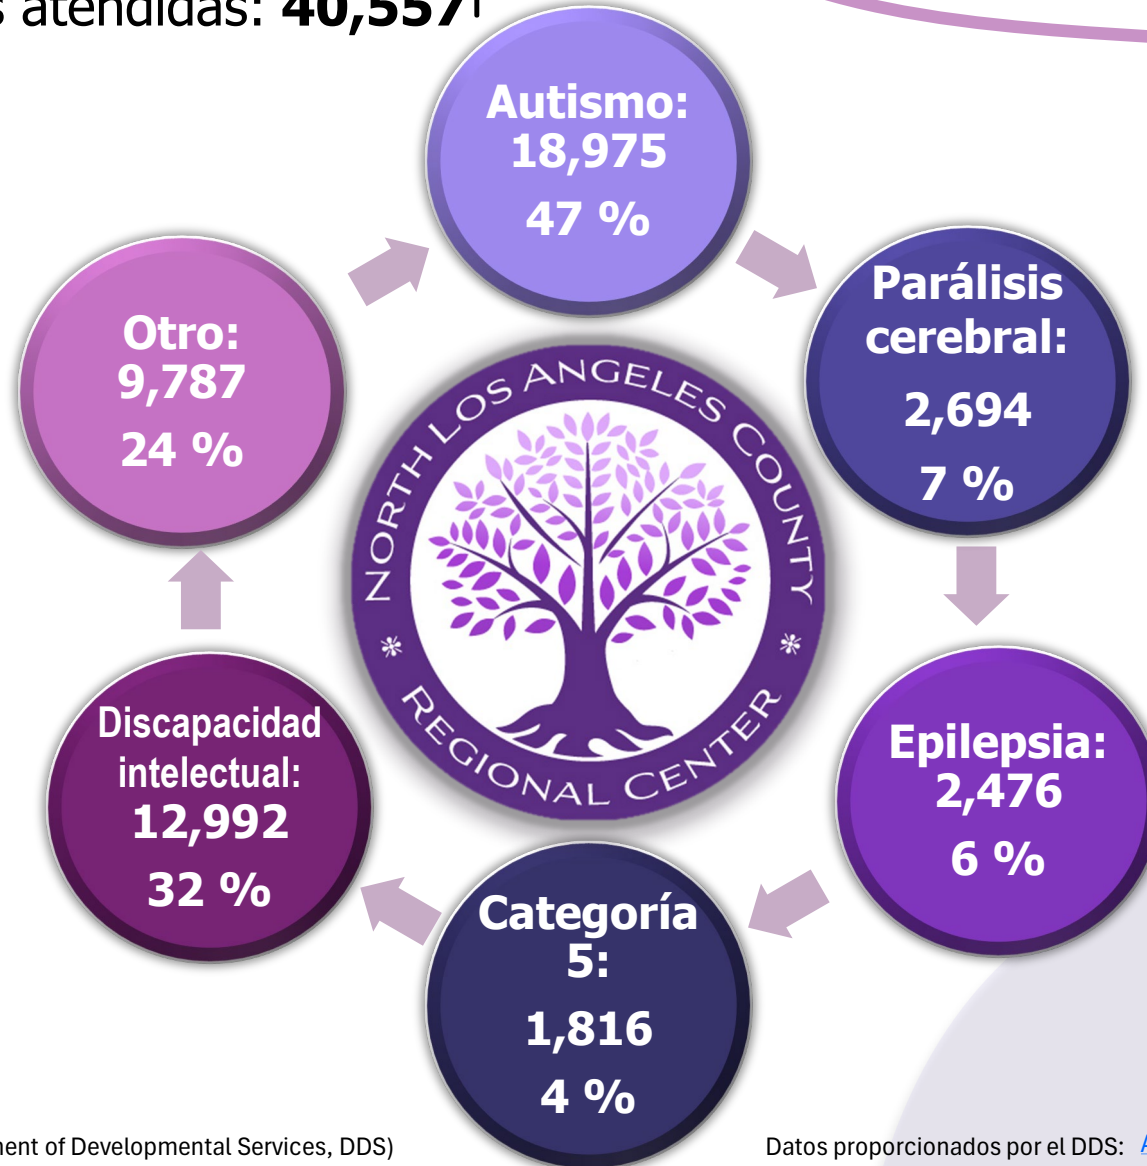 s atendidas: 40,557
Autismo:
18,975
47 %
Parálisis
cerebral:
2,694
7 %
Epilepsia:
2,476
6 %
Categoría
5:
1,816
4 %
Discapacidad
intelectual:
12,992
32 %
Otro:
9,787
24 %
NORTH LOS ANGELES COUNTY
REGIONAL CENTER
ment of Developmental Services, DDS)
Datos proporcionados por el DDS: